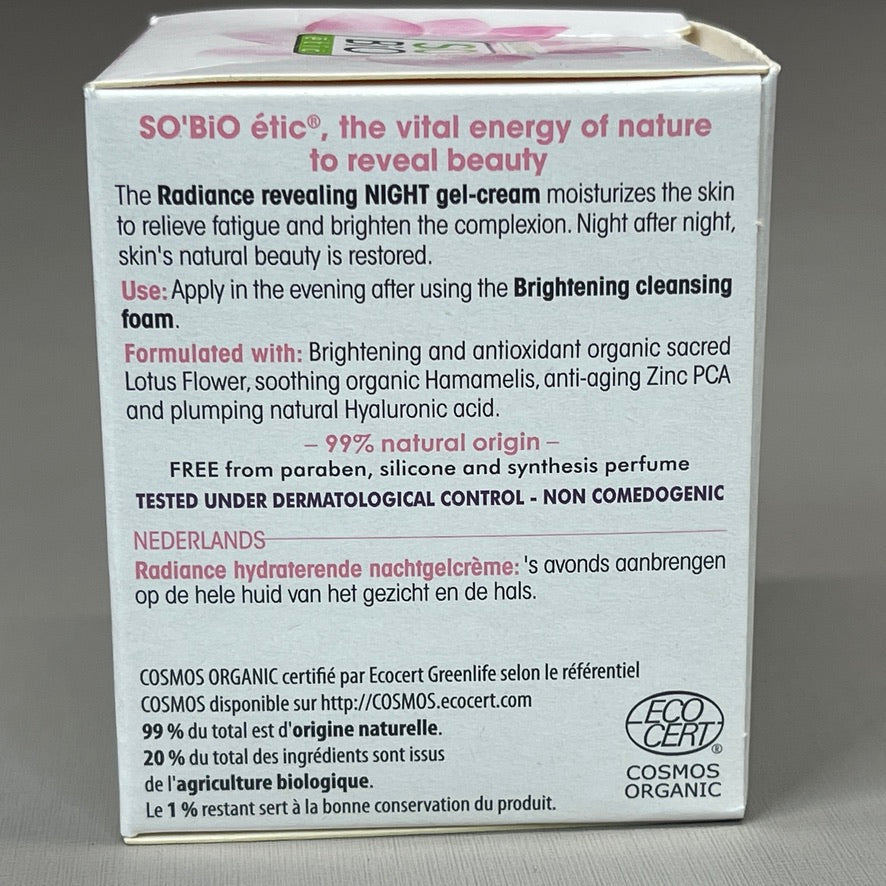 SO'BiO étic
SO'BiO étic®, the vital energy of nature
to reveal beauty
The Radiance revealing NIGHT gel-cream moisturizes the skin
to relieve fatigue and brighten the complexion. Night after night,
skin's natural beauty is restored.
Use: Apply in the evening after using the Brightening cleansing
foam.
Formulated with: Brightening and antioxidant organic sacred
Lotus Flower, soothing organic Hamamelis, anti-aging Zinc PCA
and plumping natural Hyaluronic acid.
– 99% natural origin –
FREE from paraben, silicone and synthesis perfume
TESTED UNDER DERMATOLOGICAL CONTROL - NON COMEDOGENIC
NEDERLANDS
Radiance hydraterende nachtgelcrème: 's avonds aanbrengen
op de hele huid van het gezicht en de hals.
COSMOS ORGANIC certifié par Ecocert Greenlife selon le référentiel
COSMOS disponible sur http://COSMOS.ecocert.com
99 % du total est d'origine naturelle.
20 % du total des ingrédients sont issus
de l'agriculture biologique.
Le 1 % restant sert à la bonne conservation du produit.
ECO
CERT®
COSMOS
ORGANIC